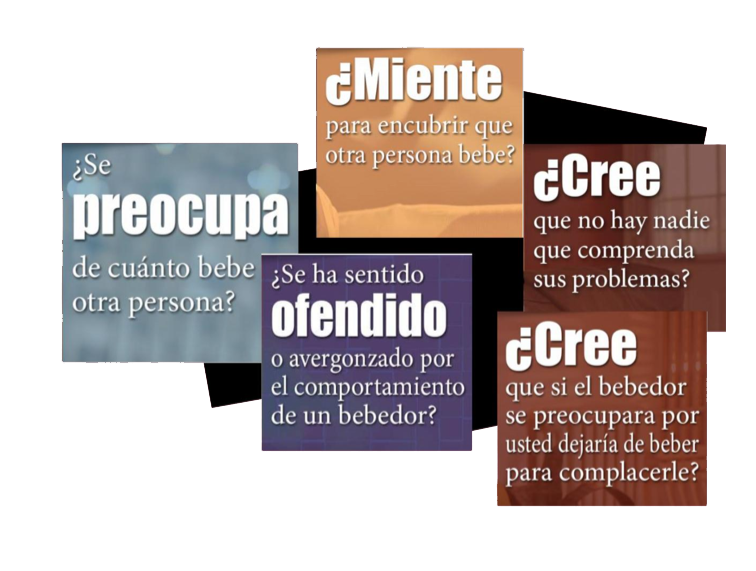 ¿Se
preocupa
de cuánto bebe
otra persona?
¿Miente
para encubrir que
otra persona bebe?
¿Se ha sentido
ofendido
o avergonzado por
el comportamiento
de un bebedor?
¿Cree
que no hay nadie
que comprenda
sus problemas?
¿Cree
que si el bebedor
se preocupara por
usted dejaría de beber
para complacerle?